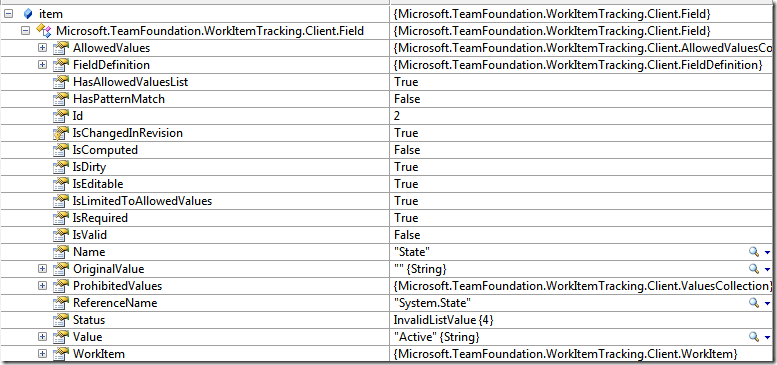 item {Microsoft.TeamFoundation.WorkItemTracking.Client.Field}
Microsoft.TeamFoundation.WorkItemTracking.Client.Field {Microsoft.TeamFoundation.WorkItemTracking.Client.Field}
AllowedValues {Microsoft.TeamFoundation.WorkItemTracking.Client.AllowedValuesCo
FieldDefinition {Microsoft.TeamFoundation.WorkItemTracking.Client.FieldDefinition}
HasAllowedValuesList True
HasPatternMatch False
Id 2
IsChangedInRevision True
IsComputed False
IsDirty True
IsEditable True
IsLimitedToAllowedValues True
IsRequired True
IsValid False
Name "State"
OriginalValue "" {String}
ProhibitedValues {Microsoft.TeamFoundation.WorkItemTracking.Client.ValuesCollection}
ReferenceName "System.State"
Status InvalidListValue {4}
Value "Active" {String}
WorkItem {Microsoft.TeamFoundation.WorkItemTracking.Client.WorkItem}